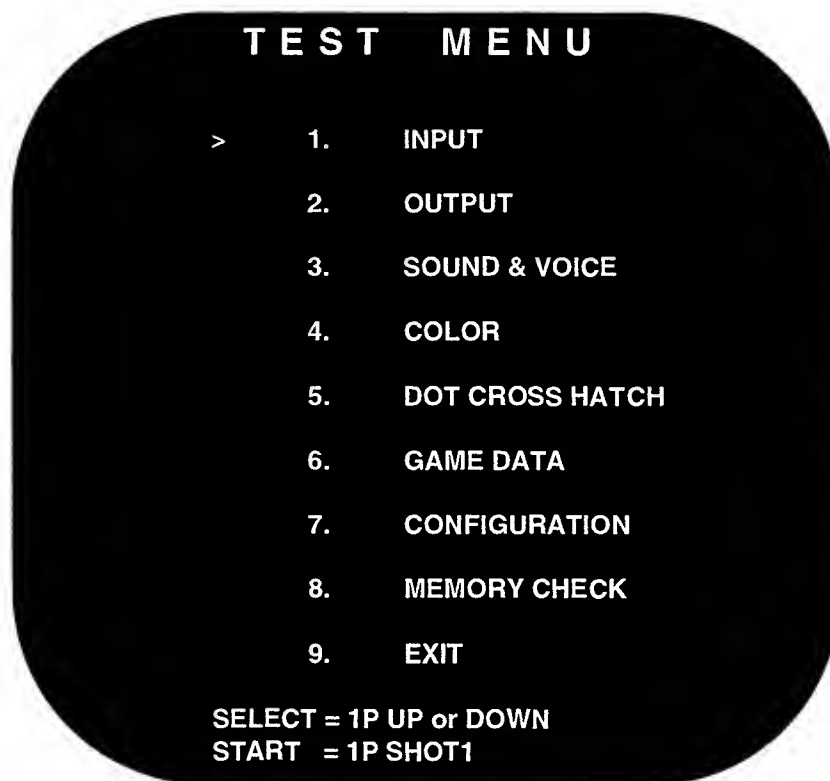 TEST MENU
> 1. INPUT
2. OUTPUT
3. SOUND & VOICE
4. COLOR
5. DOT CROSS HATCH
6. GAME DATA
7. CONFIGURATION
8. MEMORY CHECK
9. EXIT
SELECT = 1P UP or DOWN
START = 1P SHOT1